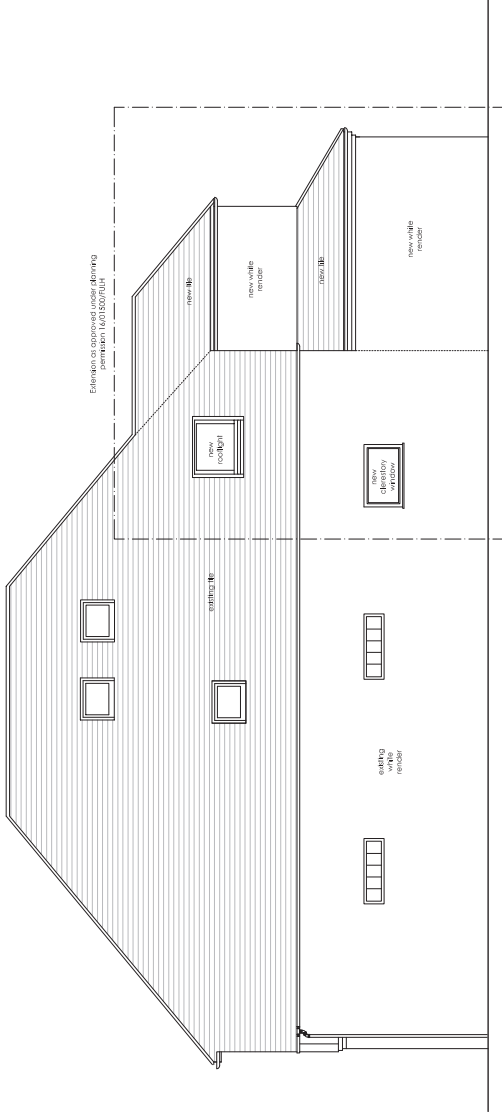 Extension as approved under planning
permission 16/01500/FULH
new tile
new white
render
new tile
new white
render
new
rooflight
new
clerestory
window
existing tile
existing
white
render